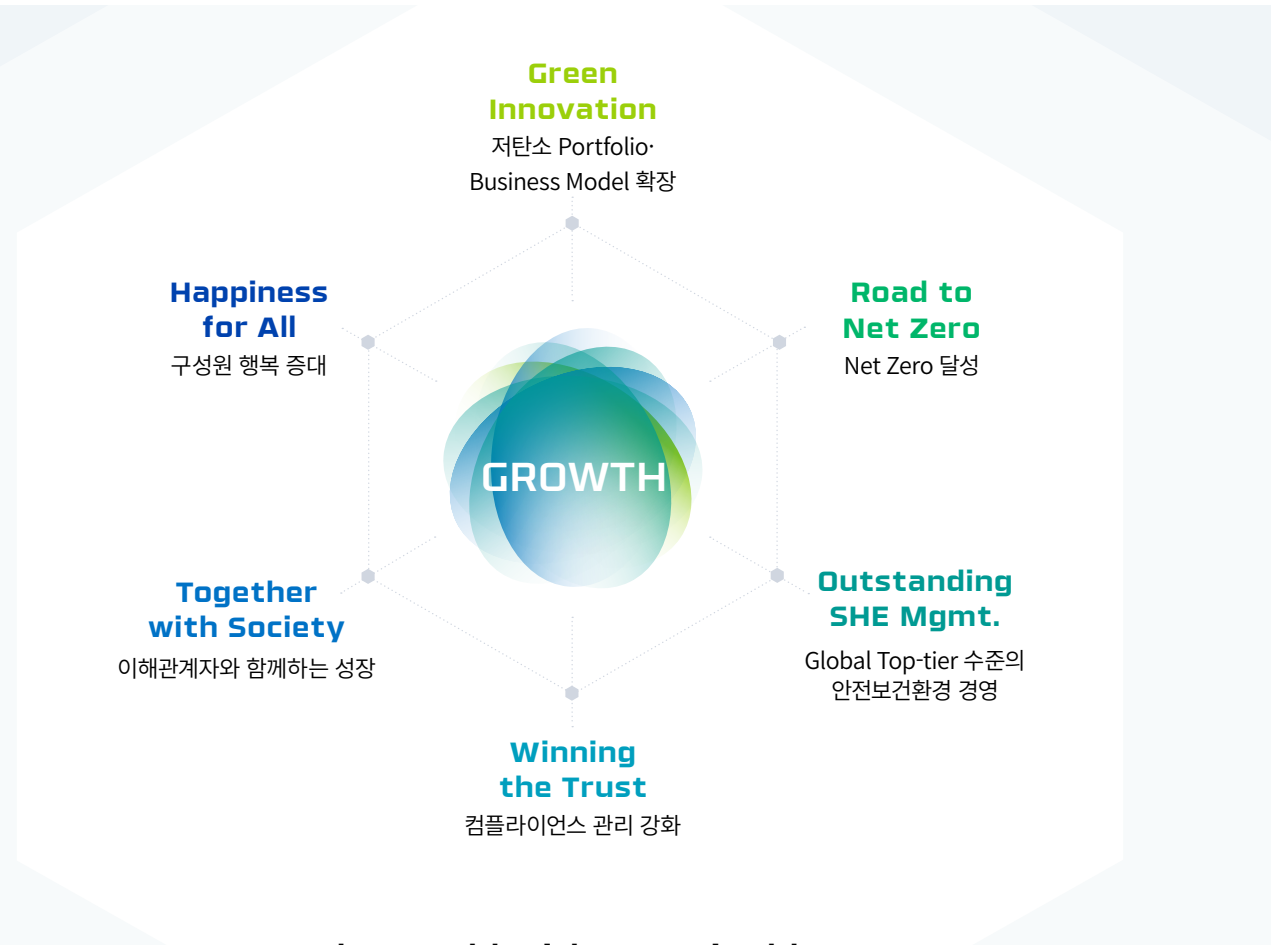 Green
Innovation
저탄소 Portfolio·
Business Model 확장
Happiness
for All
구성원 행복 증대
Road to
Net Zero
Net Zero 달성
GROWTH
Together
with Society
이해관계자와 함께하는 성장
Outstanding
SHE Mgmt.
Global Top-tier 수준의
안전보건환경 경영
Winning
the Trust
컴플라이언스 관리 강화